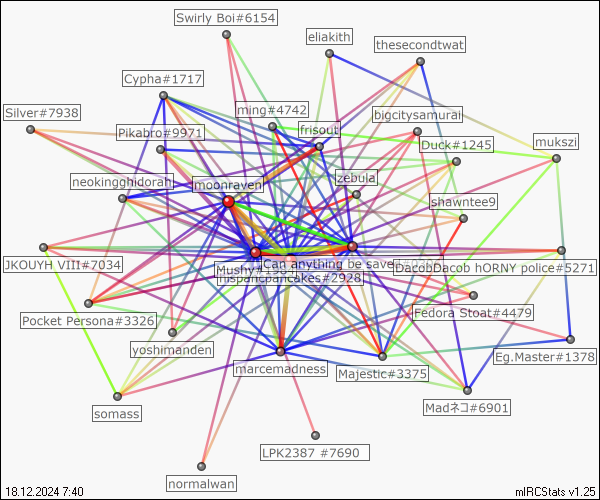 Swirly Boi#6154
eliakith
thesecondtwat
Cypha#1717
Silver#7938
ming#4742
bigcitysamurai
Pikabro#9971
frisout
Duck#1245
mukszi
neokingghidorah
moonraven
zebula
shawntee9
JKOUYH VIII#7034
Mushy#1984
Can anything be saved
DacobDacob hORNY police#5271
hispanicpancakes#2928
Pocket Persona#3326
Fedora Stoat#4479
yoshimanden
Eg.Master#1378
marcemadness
Majestic#3375
somass
Madネコ#6901
LPK2387 #7690
normalwan
18.12.2024 7:40
mIRCStats v1.25